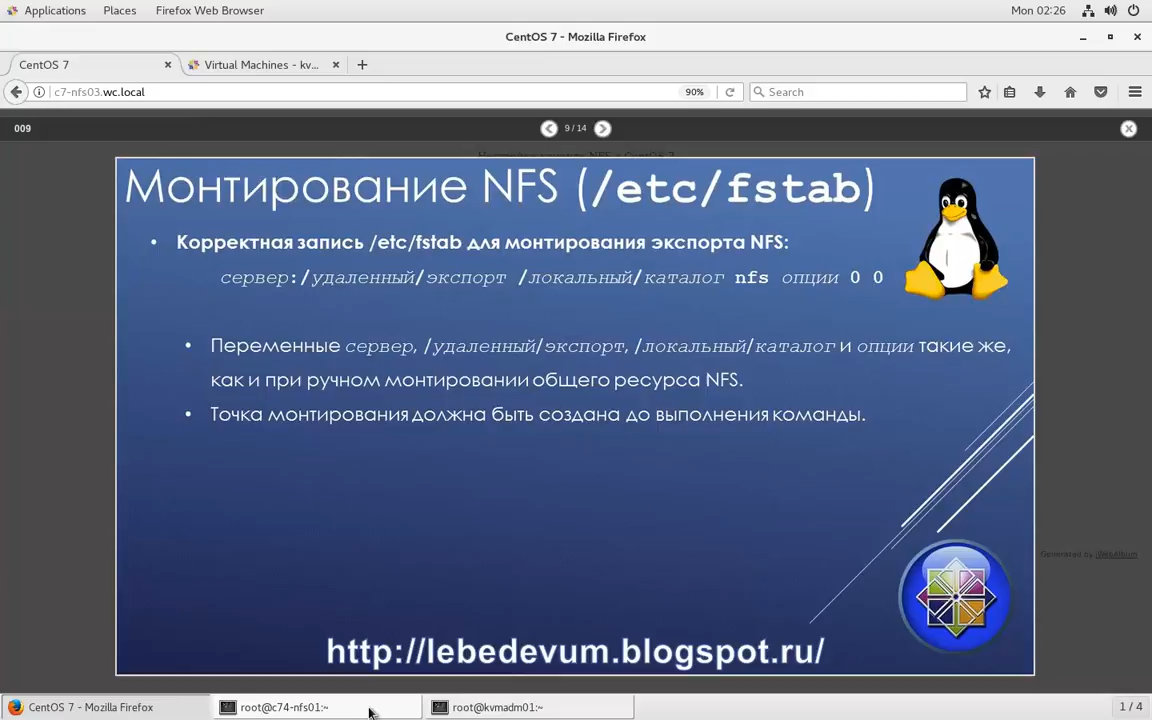 Applications Places Firefox Web Browser Mon 02:26
CentOS 7 - Mozilla Firefox
CentOS 7 Virtual Machines - kv...
c7-nfs03.wc.local 90% Search
009 9 / 14
Монтирование NFS (/etc/fstab)
• Корректная запись /etc/fstab для монтирования экспорта NFS:
сервер:/удаленный/экспорт /локальный/каталог nfs опции 0 0
• Переменные сервер, /удаленный/экспорт, /локальный/каталог и опции такие же,
как и при ручном монтировании общего ресурса NFS.
• Точка монтирования должна быть создана до выполнения команды.
Generated by
http://lebedevum.blogspot.ru/
CentOS 7 - Mozilla Firefox root@c74-nfs01:~ root@kvmadm01:~ 1 / 4